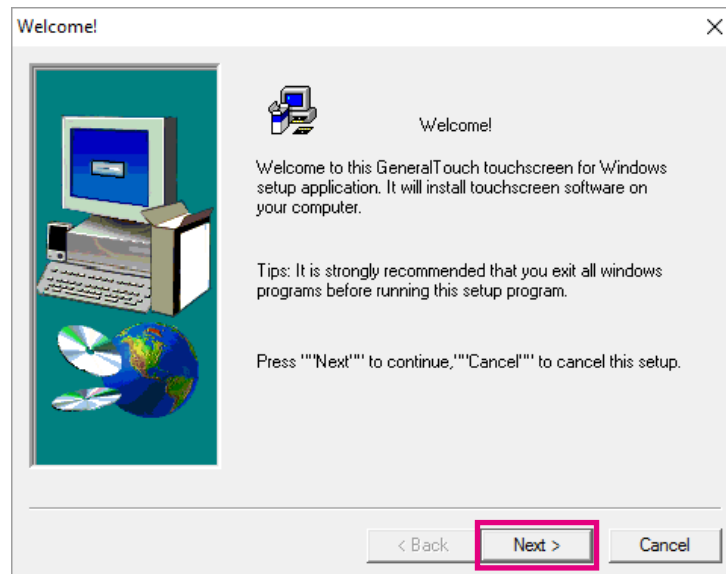 Welcome!
Welcome!
Welcome to this GeneralTouch touchscreen for Windows
setup application. It will install touchscreen software on
your computer.
Tips: It is strongly recommended that you exit all windows
programs before running this setup program.
Press ""Next"" to continue,""Cancel"" to cancel this setup.
< Back Next > Cancel